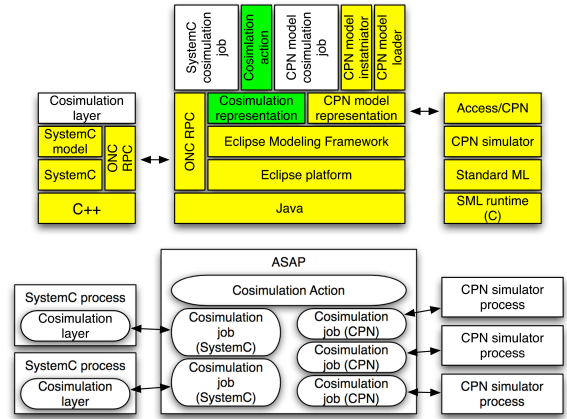 SystemC
cosimulation
job
Cosimlation
action
CPN model
cosimulation
job
CPN model
instatniator
CPN model
loader
Cosimulation
layer
SystemC
model
SystemC
ONC
RPC
C++
ONC RPC
Cosimulation
representation
CPN model
representation
Eclipse Modeling Framework
Eclipse platform
Java
Access/CPN
CPN simulator
Standard ML
SML runtime
(C)
ASAP
Cosimulation Action
SystemC process
Cosimulation
layer
SystemC process
Cosimulation
layer
Cosimulation
job
(SystemC)
Cosimulation
job
(SystemC)
Cosimulation
job (CPN)
Cosimulation
job (CPN)
Cosimulation
job (CPN)
CPN simulator
process
CPN simulator
process
CPN simulator
process